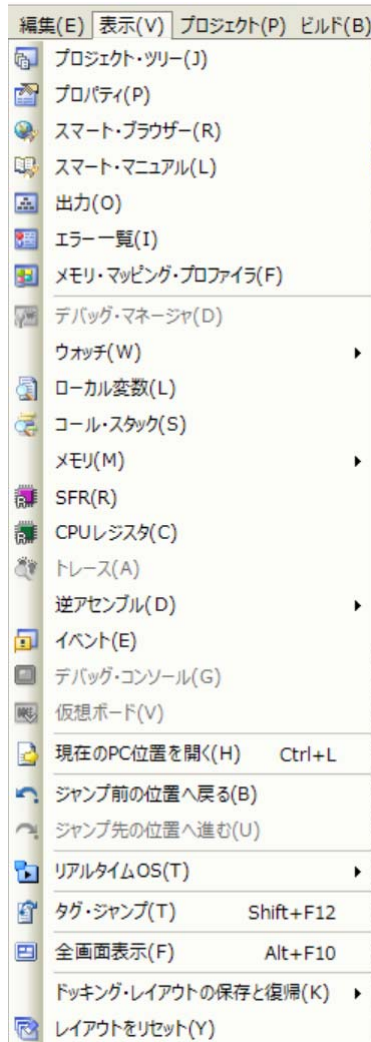 編集(E) 表示(V) プロジェクト(P) ビルド(B)
プロジェクト・ツリー(J)
プロパティ(P)
スマート・ブラウザー(R)
スマート・マニュアル(L)
出力(O)
エラー一覧(I)
メモリ・マッピング・プロファイラ(F)
デバッグ・マネージャ(D)
ウォッチ(W)
ローカル変数(L)
コール・スタック(S)
メモリ(M)
SFR(R)
CPUレジスタ(C)
トレース(A)
逆アセンブル(D)
イベント(E)
デバッグ・コンソール(G)
仮想ボード(V)
現在のPC位置を開く(H) Ctrl+L
ジャンプ前の位置へ戻る(B)
ジャンプ先の位置へ進む(U)
リアルタイムOS(T)
タグ・ジャンプ(T) Shift+F12
全画面表示(F) Alt+F10
ドッキング・レイアウトの保存と復帰(K)
レイアウトをリセット(Y)